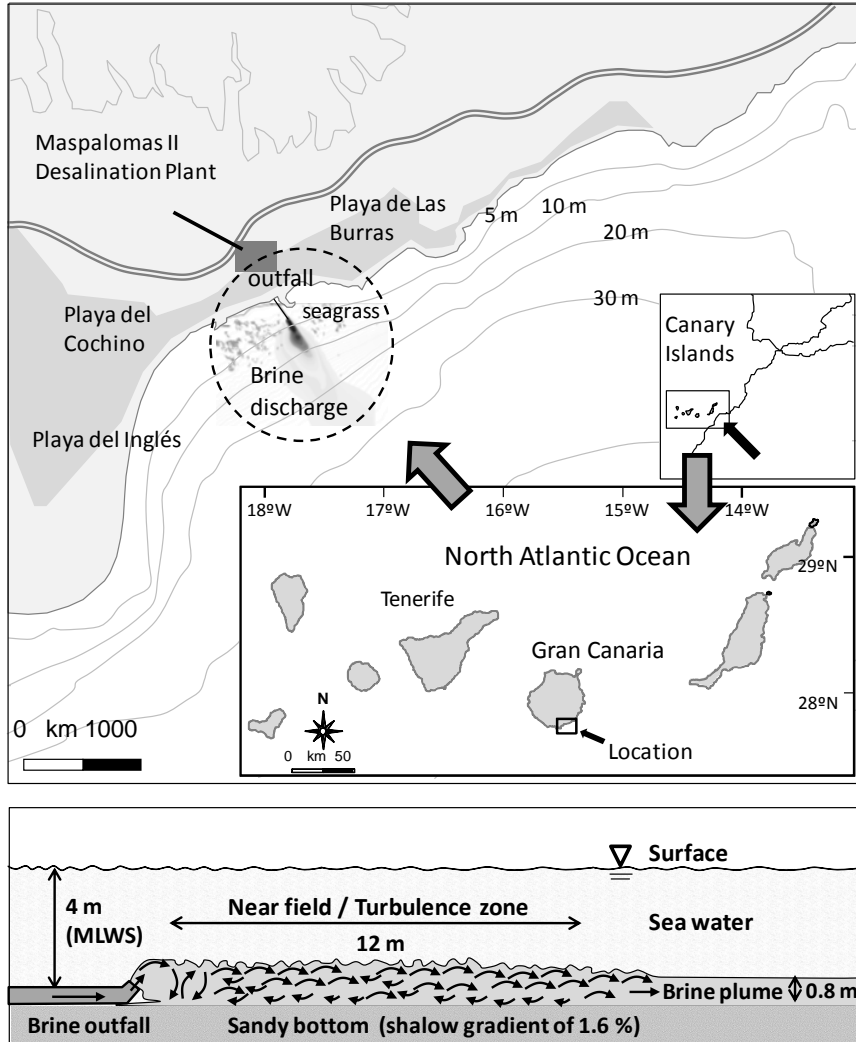 Maspalomas II
Desalination Plant
Playa de Las
Burras
5 m
10 m
20 m
30 m
outfall
seagrass
Playa del
Cochino
Brine
discharge
Playa del Inglés
Canary
Islands
18ºW
17ºW
16ºW
15ºW
14ºW
North Atlantic Ocean
29ºN
Tenerife
Gran Canaria
28ºN
N
0 km 50
Location
0 km 1000
Surface
4 m
(MLWS)
Near field / Turbulence zone
12 m
Sea water
Brine plume
0.8 m
Brine outfall
Sandy bottom (shalow gradient of 1.6 %)